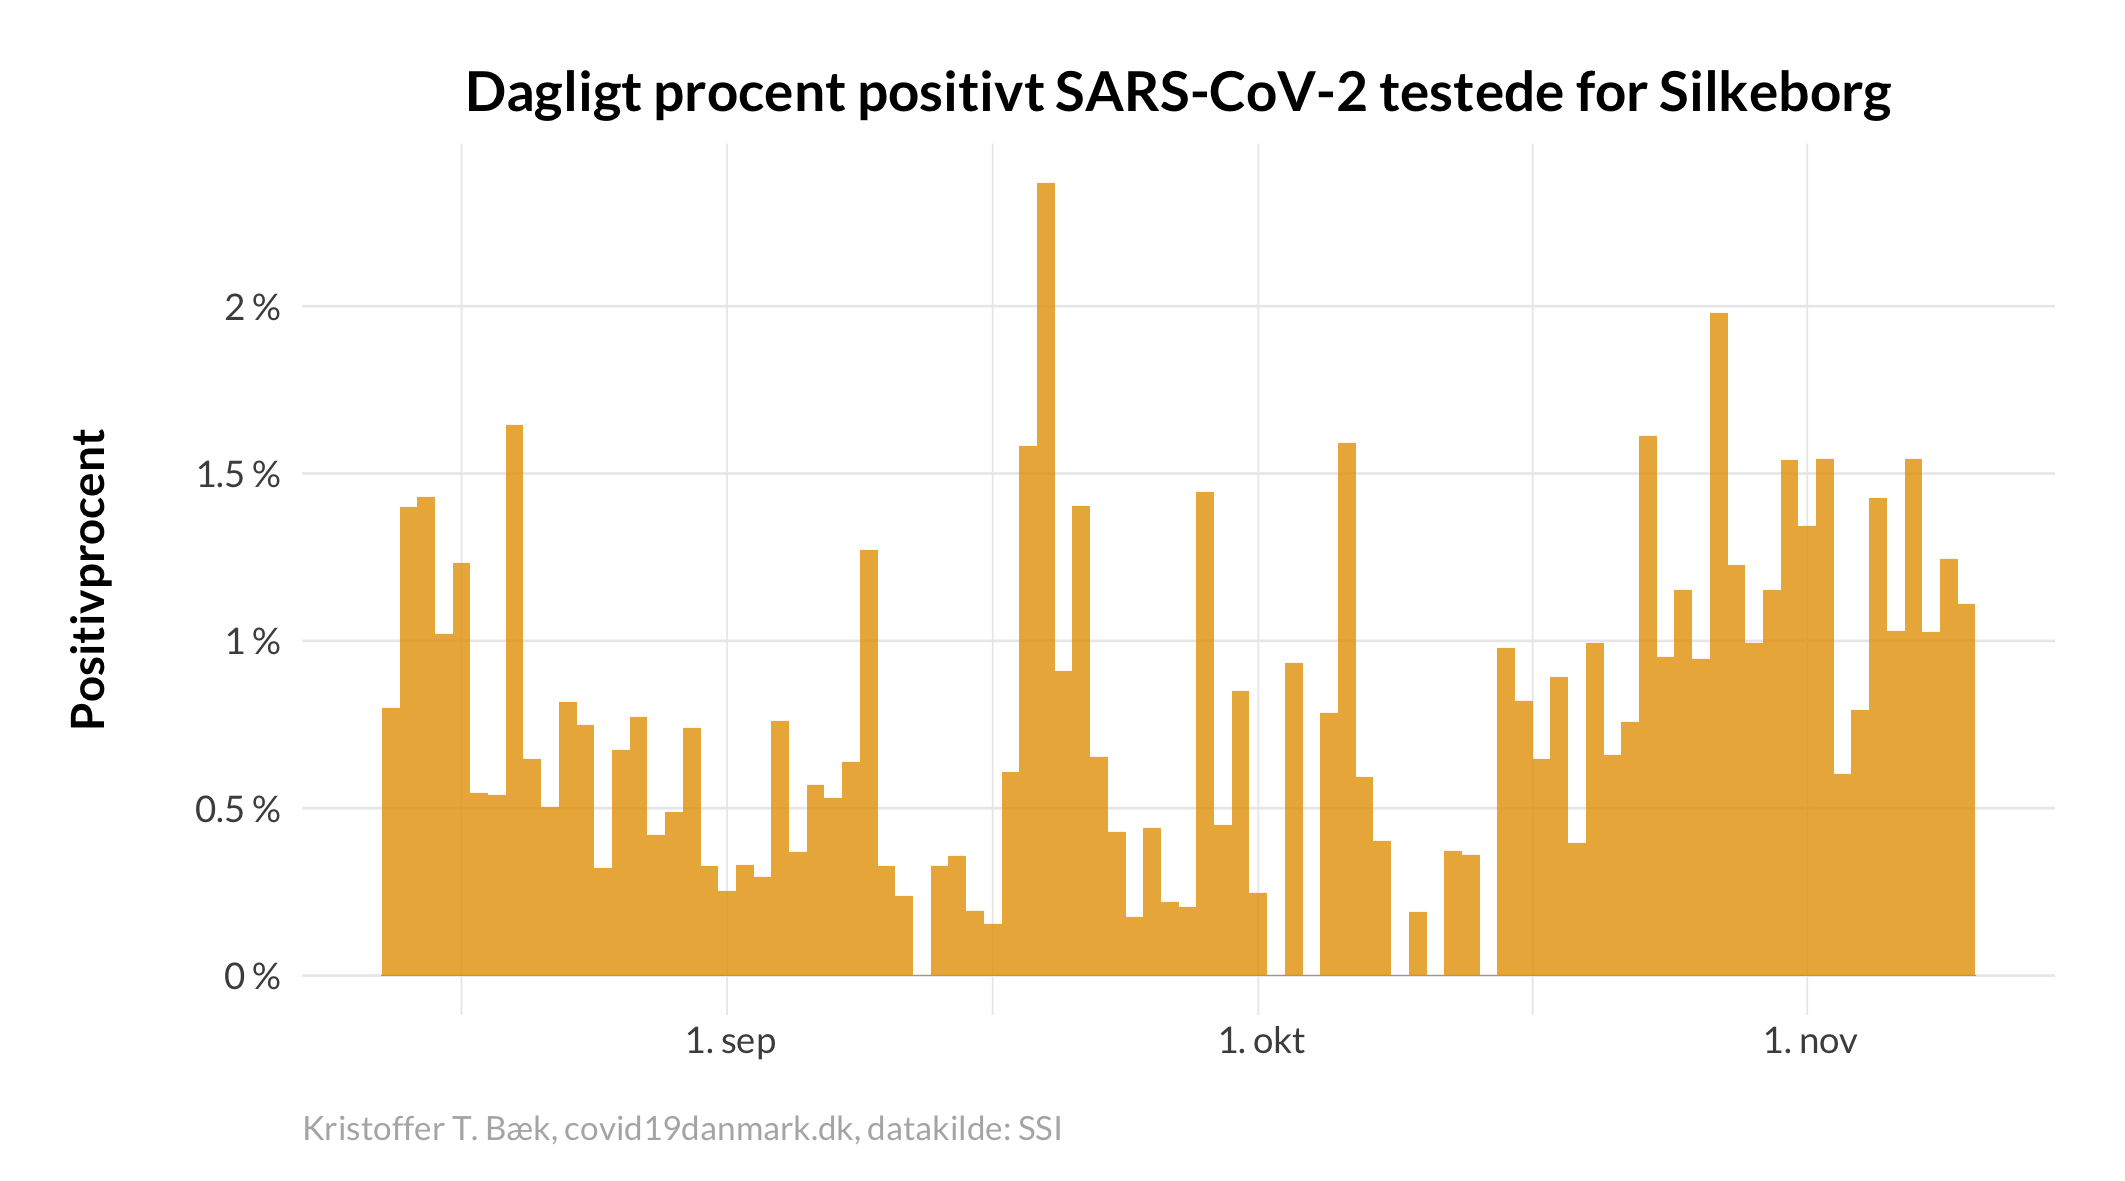 Dagligt procent positivt SARS-CoV-2 testede for Silkeborg
Positivprocent
2 %
1.5 %
1 %
0.5 %
0 %
1. sep
1. okt
1. nov
Kristoffer T. Bæk, covid19danmark.dk, datakilde: SSI